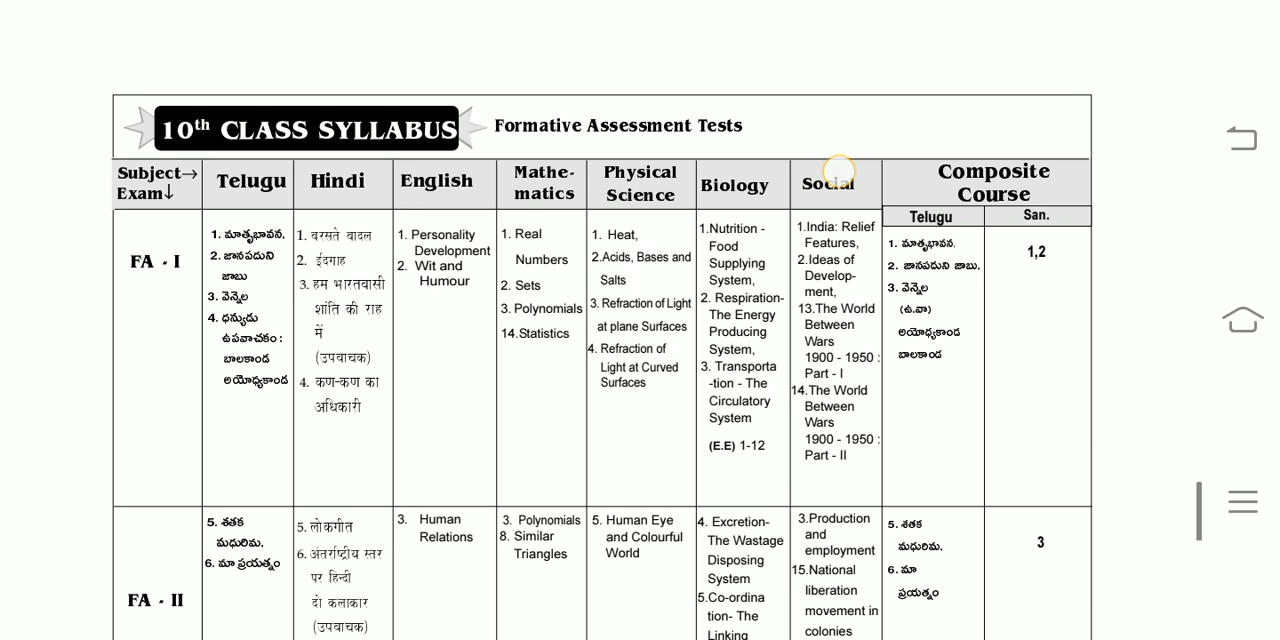 10th CLASS SYLLABUS
Formative Assessment Tests
Subject→
Exam↓
Telugu
Hindi
English
Mathe-
matics
Physical
Science
Biology
Social
Composite
Course
Telugu
San.
FA - I
1. మాతృభావన.
2. జానపదుని
జాబు
3. వెన్నెల
4. ధన్యుడు
ఉపవాచకం :
బాలకాండ
అయోధ్యకాండ
1. बरसते बादल
2. ईदगाह
3. हम भारतवासी
शांति की राह
में
(उपवाचक)
4. कण-कण का
अधिकारी
1. Personality
Development
2. Wit and
Humour
1. Real
Numbers
2. Sets
3. Polynomials
14.Statistics
1. Heat,
2.Acids, Bases and
Salts
3. Refraction of Light
at plane Surfaces
4. Refraction of
Light at Curved
Surfaces
1.Nutrition -
Food
Supplying
System,
2. Respiration-
The Energy
Producing
System,
3. Transporta
-tion - The
Circulatory
System
(E.E) 1-12
1.India: Relief
Features,
2.Ideas of
Develop-
ment,
13.The World
Between
Wars
1900 - 1950 :
Part - I
14.The World
Between
Wars
1900 - 1950 :
Part - II
1. మాతృభావన.
2. జానపదుని జాబు.
3. వెన్నెల
(ఉ.వా)
అయోధ్యకాండ
బాలకాండ
1,2
FA - II
5. శతక
మధురిమ.
6. మా ప్రయత్నం
5. लोकगीत
6. अंतर्राष्ट्रीय स्तर
पर हिन्दी
दो कलाकार
(उपवाचक)
3. Human
Relations
3. Polynomials
8. Similar
Triangles
5. Human Eye
and Colourful
World
4. Excretion-
The Wastage
Disposing
System
5.Co-ordina
tion- The
Linking
3.Production
and
employment
15.National
liberation
movement in
colonies
5. శతక
మధురిమ.
6. మా
ప్రయత్నం
3